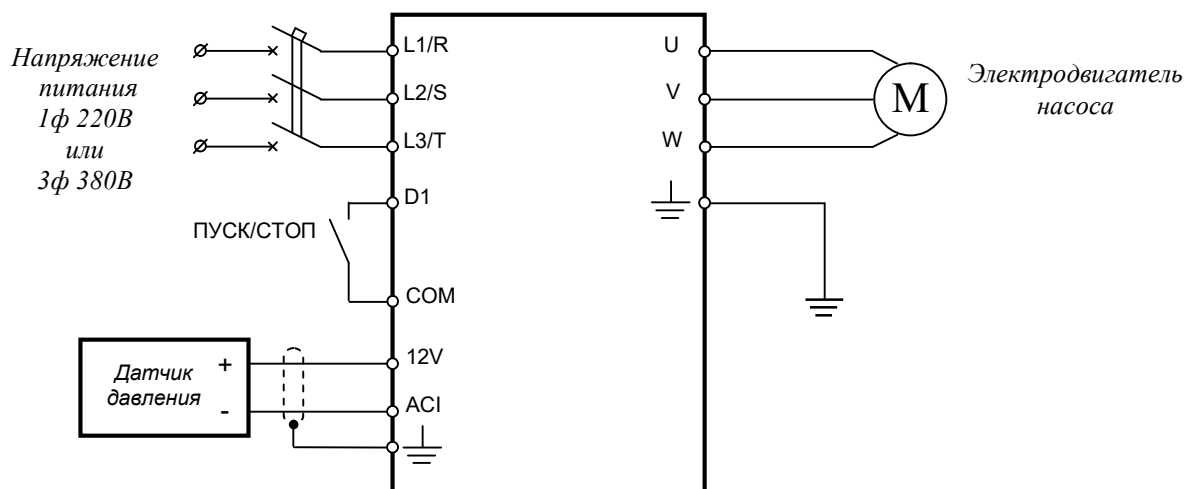 Напряжение
питания
1ф 220В
или
3ф 380В
L1/R
L2/S
L3/T
D1
ПУСК/СТОП
COM
12V
ACI
Датчик
давления
+
-
U
V
W
M
Электродвигатель
насоса